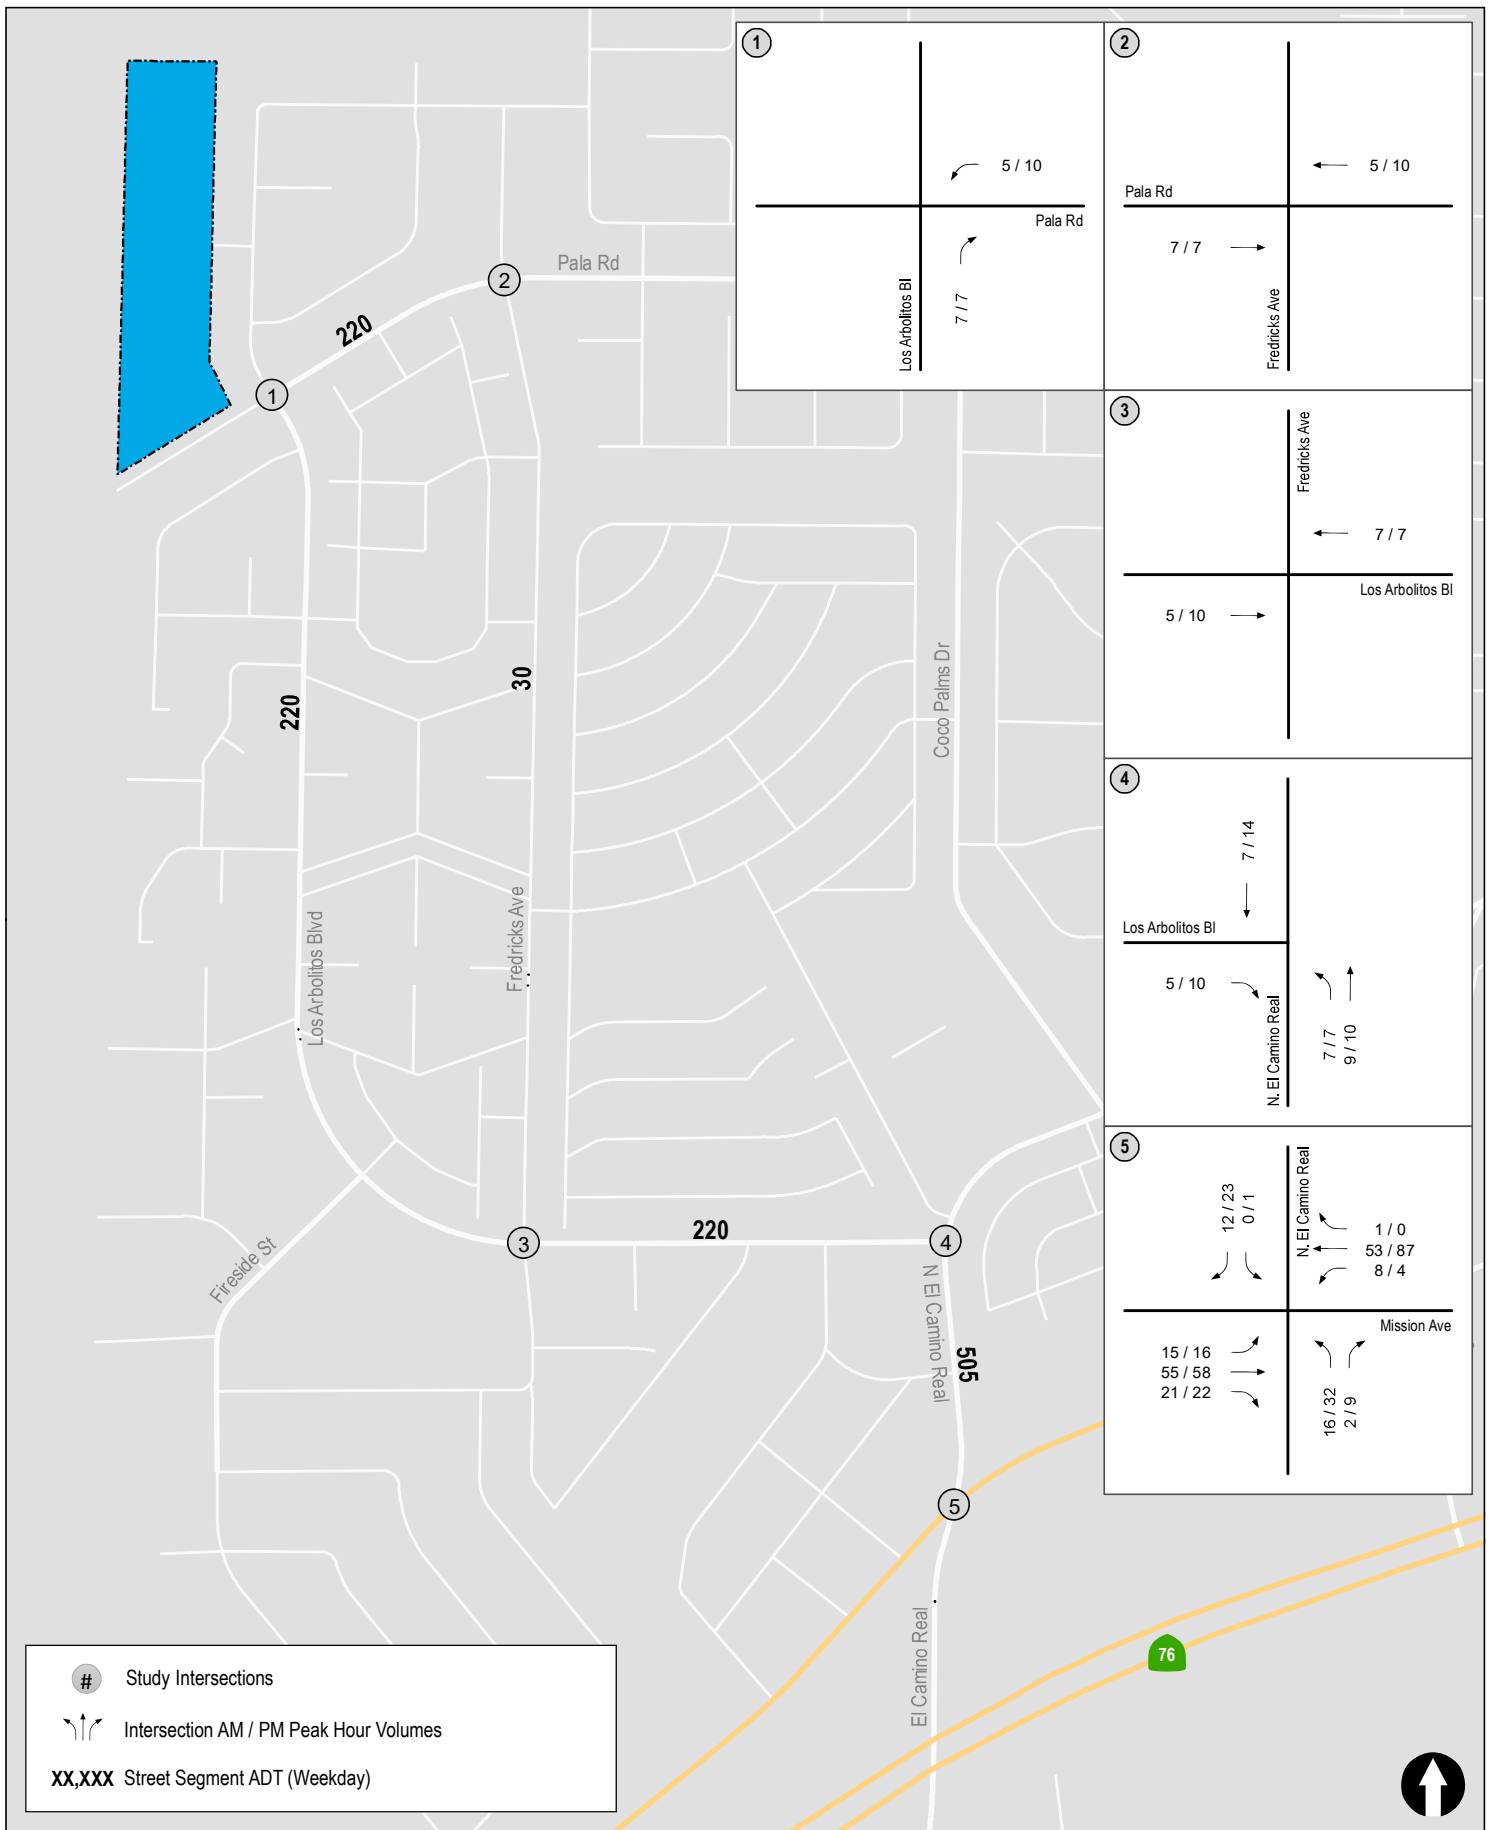 1
5 / 10
Pala Rd
Los Arbolitos Bl
7 / 7
2
5 / 10
Pala Rd
7 / 7
Fredricks Ave
3
Fredricks Ave
7 / 7
Los Arbolitos Bl
5 / 10
4
7 / 14
Los Arbolitos Bl
5 / 10
N. El Camino Real
7 / 7
9 / 10
5
12 / 23
0 / 1
N. El Camino Real
1 / 0
53 / 87
8 / 4
Mission Ave
15 / 16
55 / 58
21 / 22
16 / 32
2 / 9
Pala Rd
2
220
1
30
220
Coco Palms Dr
Los Arbolitos Blvd
Fredricks Ave
3
220
4
Fireside St
N El Camino Real
505
5
El Camino Real
76
# Study Intersections
Intersection AM / PM Peak Hour Volumes
XX,XXX Street Segment ADT (Weekday)